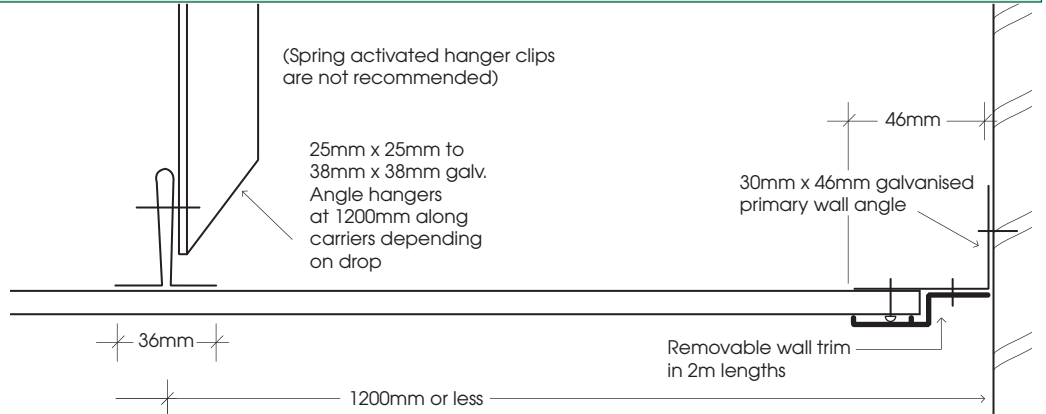 (Spring activated hanger clips
are not recommended)
46mm
25mm x 25mm to
38mm x 38mm galv.
Angle hangers
at 1200mm along
carriers depending
on drop
30mm x 46mm galvanised
primary wall angle
36mm
Removable wall trim
in 2m lengths
1200mm or less